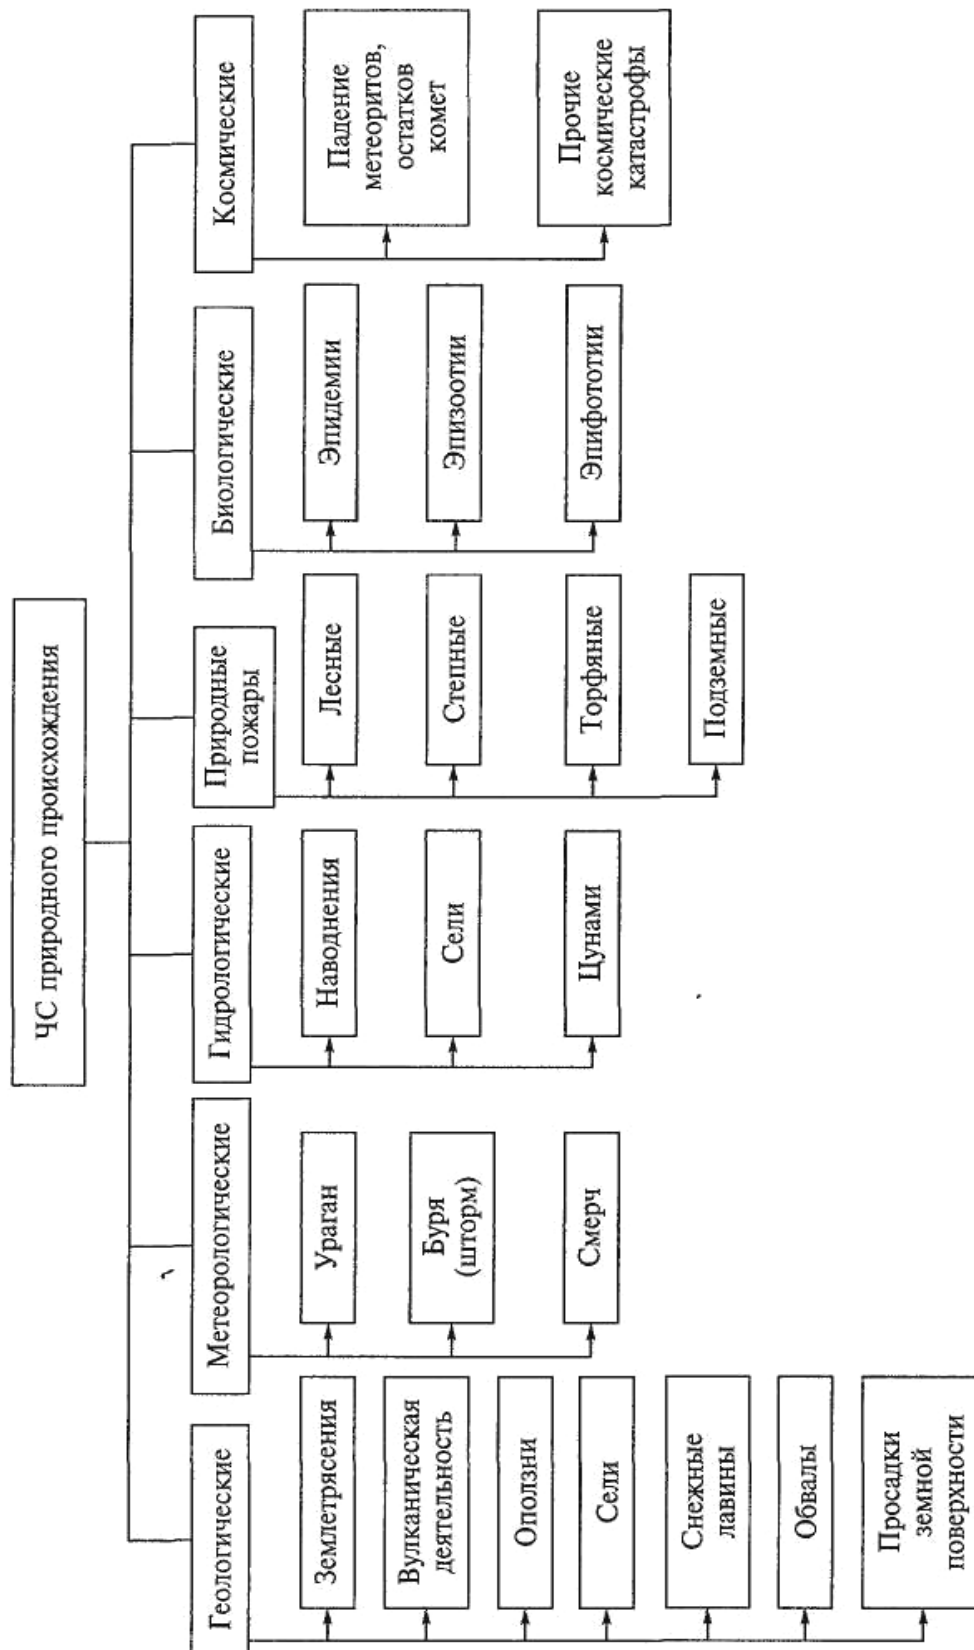 ЧС природного происхождения
Геологические
Землетрясения
Вулканическая
деятельность
Оползни
Сели
Снежные
лавины
Обвалы
Просадки
земной
поверхности
Метеорологические
Ураган
Буря
(шторм)
Смерч
Гидрологические
Наводнения
Сели
Цунами
Природные
пожары
Лесные
Степные
Торфяные
Подземные
Биологические
Эпидемии
Эпизоотии
Эпифототии
Космические
Падение
метеоритов,
остатков
комет
Прочие
космические
катастрофы